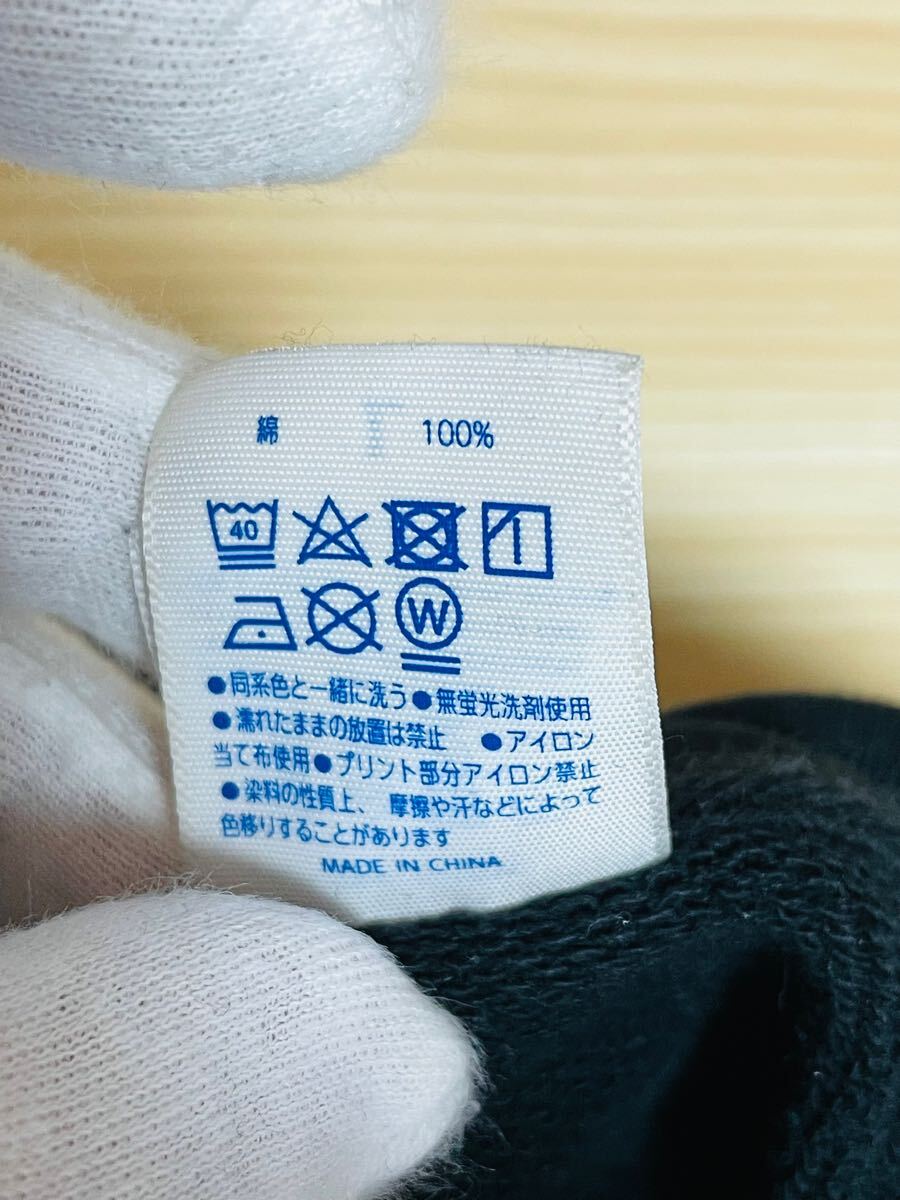 綿 100%
40
W
●同系色と一緒に洗う●無蛍光洗剤使用
●濡れたままの放置は禁止 ●アイロン
当て布使用●プリント部分アイロン禁止
●染料の性質上、摩擦や汗などによって
色移りすることがあります
MADE IN CHINA